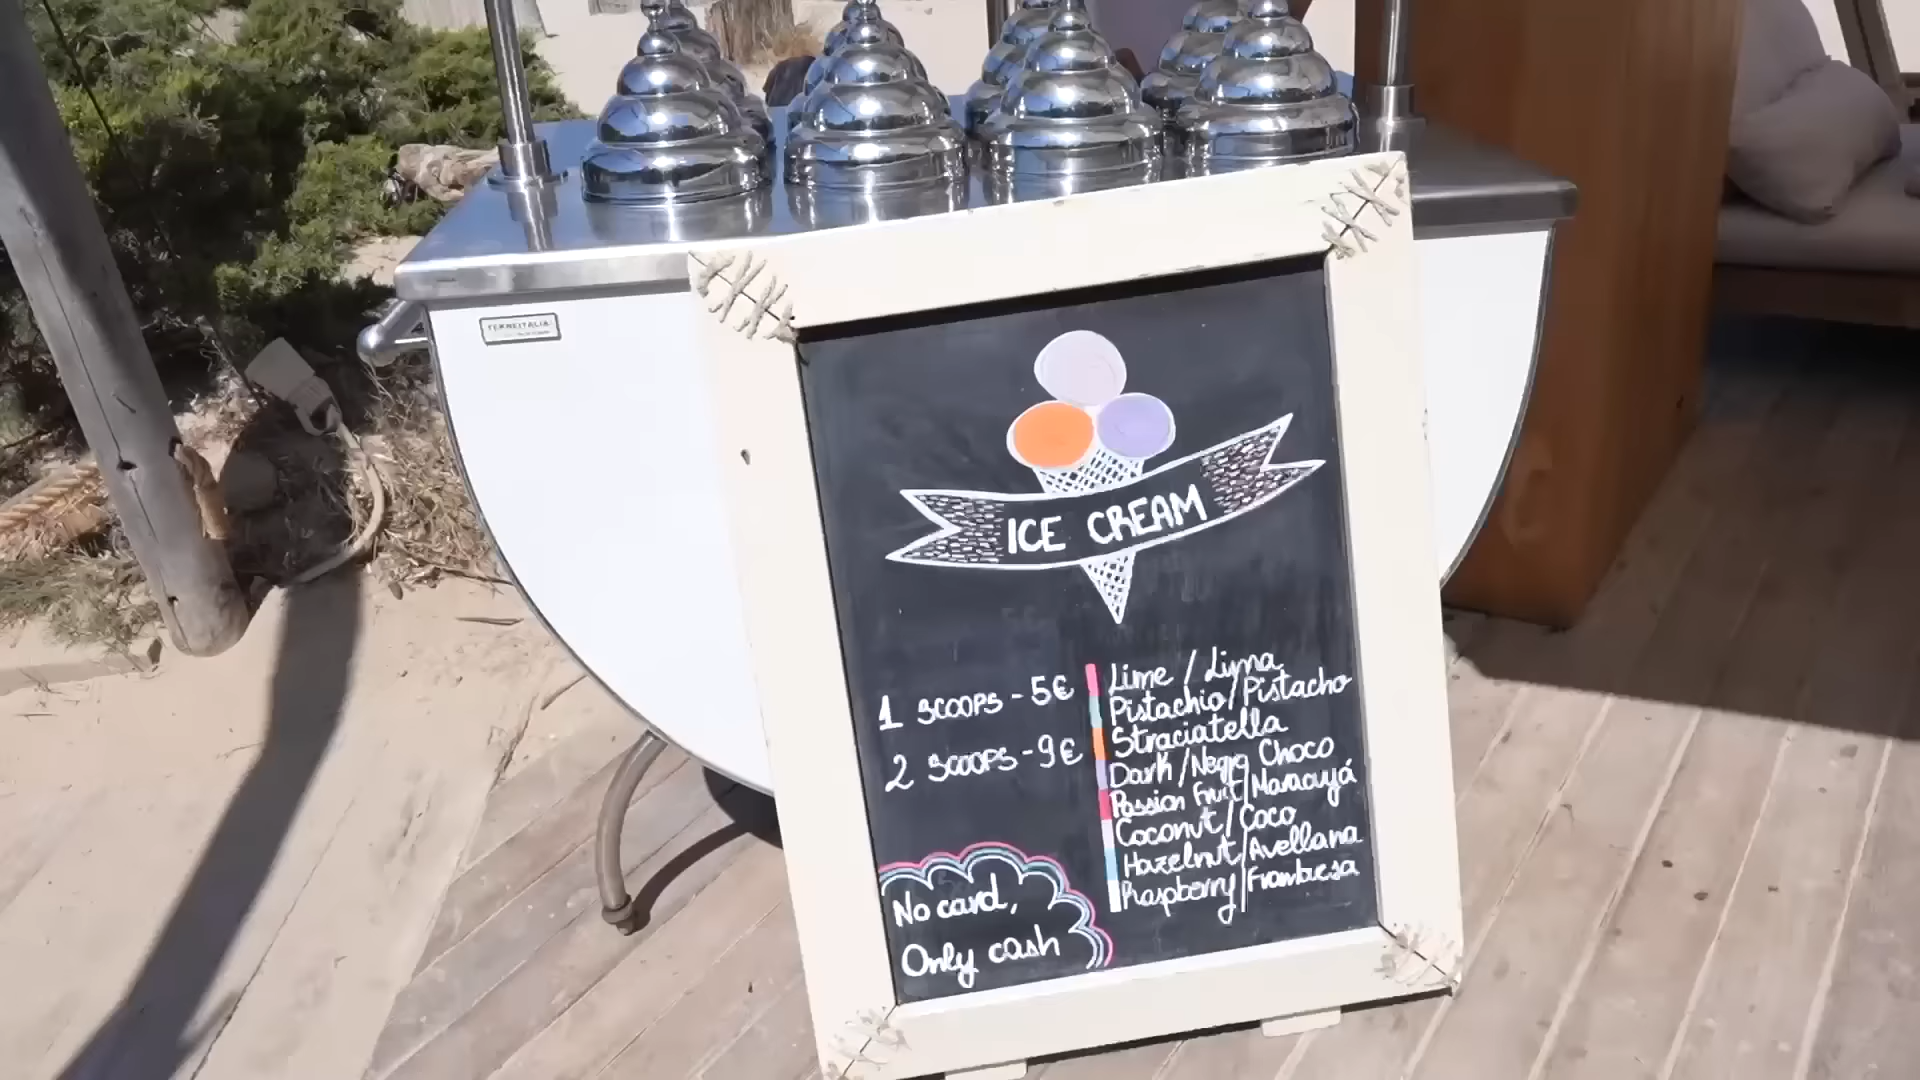 TEKNEITALIA
ICE CREAM
1 SCOOPS - 5€
2 SCOOPS - 9€
Lime / Lima
Pistachio/Pistacho
Straciatella
Dark/Negro Choco
Passion Fruit/Maracuyá
Coconut/Coco
Hazelnut/Avellana
Raspberry/Frambuesa
No card,
Only cash